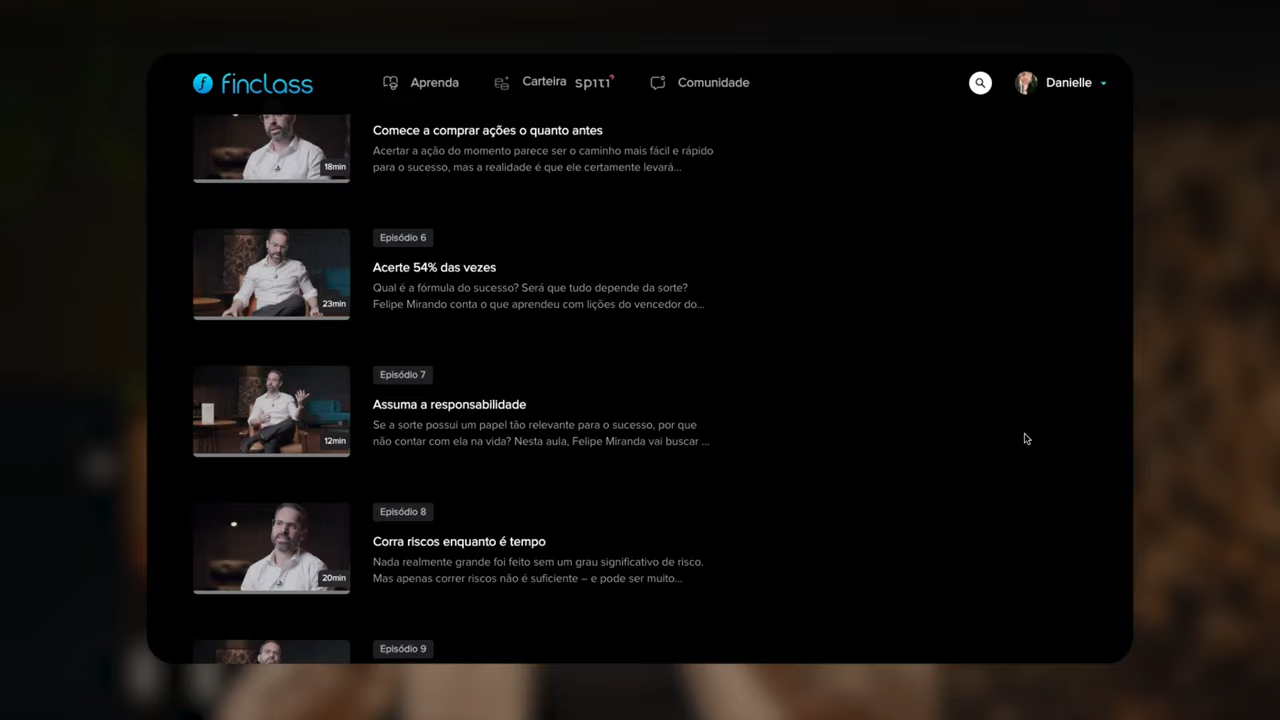 finclass
Aprenda
Carteira spiti
Comunidade
Danielle
18min
Comece a comprar ações o quanto antes
Acertar a ação do momento parece ser o caminho mais fácil e rápido
para o sucesso, mas a realidade é que ele certamente levará...
23min
Episódio 6
Acerte 54% das vezes
Qual é a fórmula do sucesso? Será que tudo depende da sorte?
Felipe Mirando conta o que aprendeu com lições do vencedor do...
12min
Episódio 7
Assuma a responsabilidade
Se a sorte possui um papel tão relevante para o sucesso, por que
não contar com ela na vida? Nesta aula, Felipe Miranda vai buscar ...
20min
Episódio 8
Corra riscos enquanto é tempo
Nada realmente grande foi feito sem um grau significativo de risco.
Mas apenas correr riscos não é suficiente – e pode ser muito...
Episódio 9